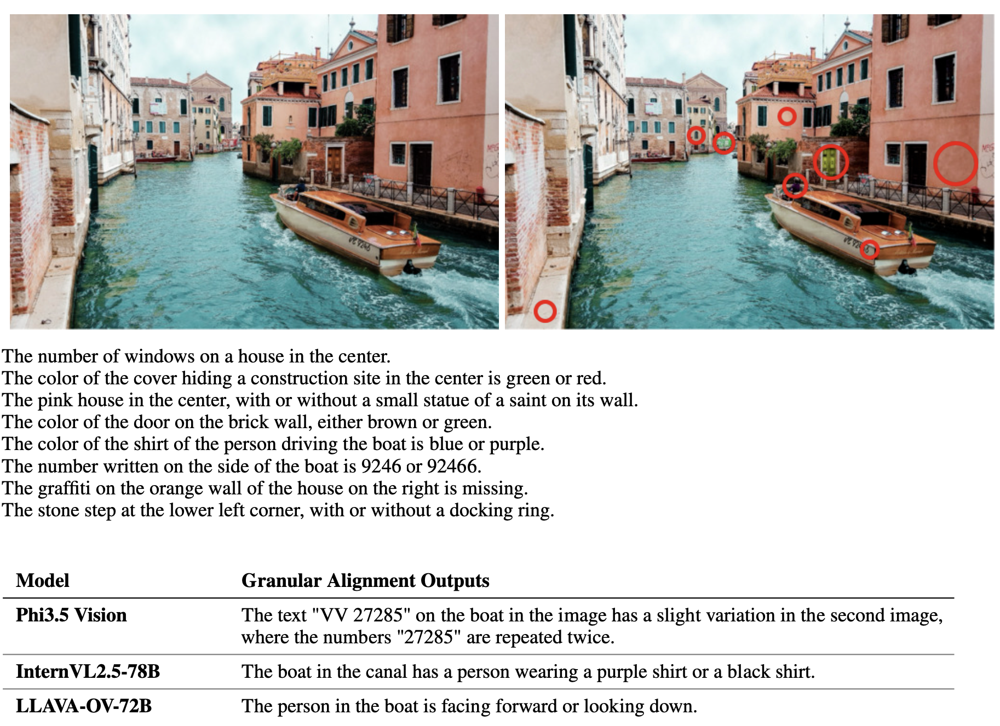 VE 9246
The number of windows on a house in the center.
The color of the cover hiding a construction site in the center is green or red.
The pink house in the center, with or without a small statue of a saint on its wall.
The color of the door on the brick wall, either brown or green.
The color of the shirt of the person driving the boat is blue or purple.
The number written on the side of the boat is 9246 or 92466.
The graffiti on the orange wall of the house on the right is missing.
The stone step at the lower left corner, with or without a docking ring.
Model Granular Alignment Outputs
Phi3.5 Vision The text "VV 27285" on the boat in the image has a slight variation in the second image,
where the numbers "27285" are repeated twice.
InternVL2.5-78B The boat in the canal has a person wearing a purple shirt or a black shirt.
LLAVA-OV-72B The person in the boat is facing forward or looking down.